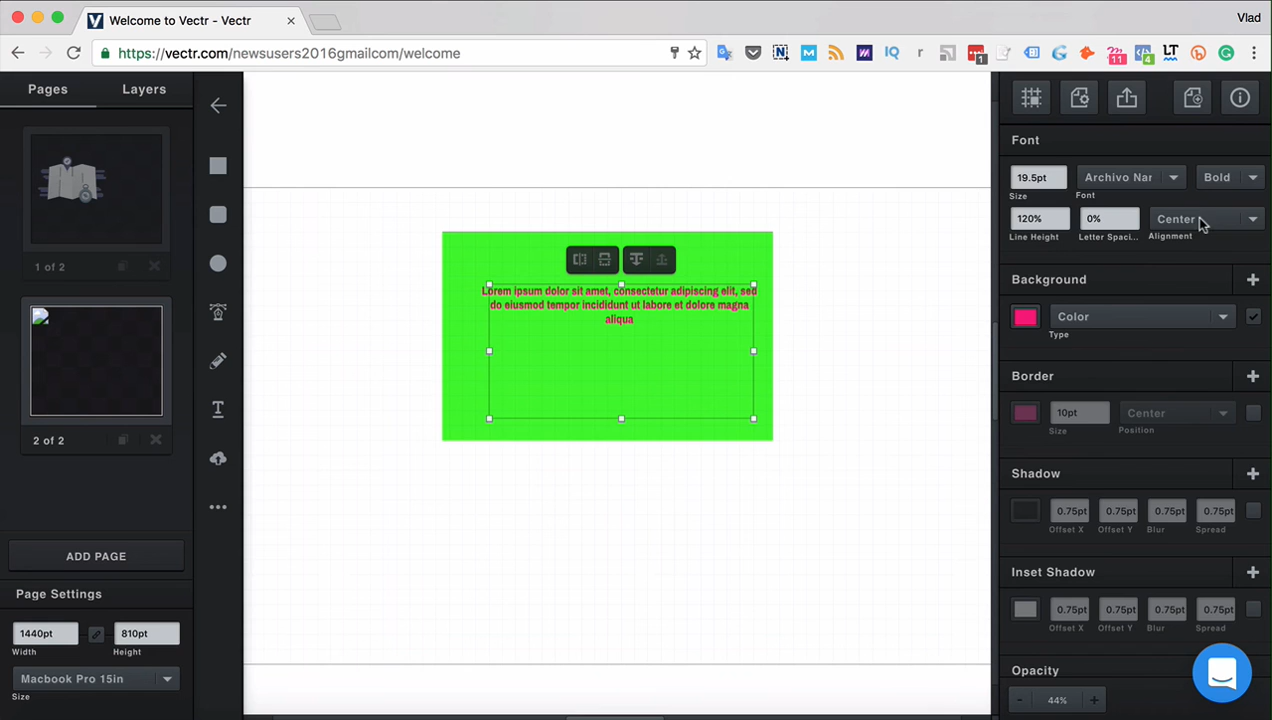 Welcome to Vectr - Vectr
Vlad
https://vectr.com/newsusers2016gmailcom/welcome
Pages
Layers
1 of 2
2 of 2
ADD PAGE
Page Settings
1440pt
810pt
Width
Height
Macbook Pro 15in
Size
Lorem ipsum dolor sit amet, consectetur adipiscing elit, sed
do eiusmod tempor incididunt ut labore et dolore magna
aliqua
Font
19.5pt
Archivo Nar
Bold
Size
Font
120%
0%
Center
Line Height
Letter Spaci...
Alignment
Background
Color
Type
Border
10pt
Center
Size
Position
Shadow
0.75pt
0.75pt
0.75pt
0.75pt
Offset X
Offset Y
Blur
Spread
Inset Shadow
0.75pt
0.75pt
0.75pt
0.75pt
Offset X
Offset Y
Blur
Spread
Opacity
44%